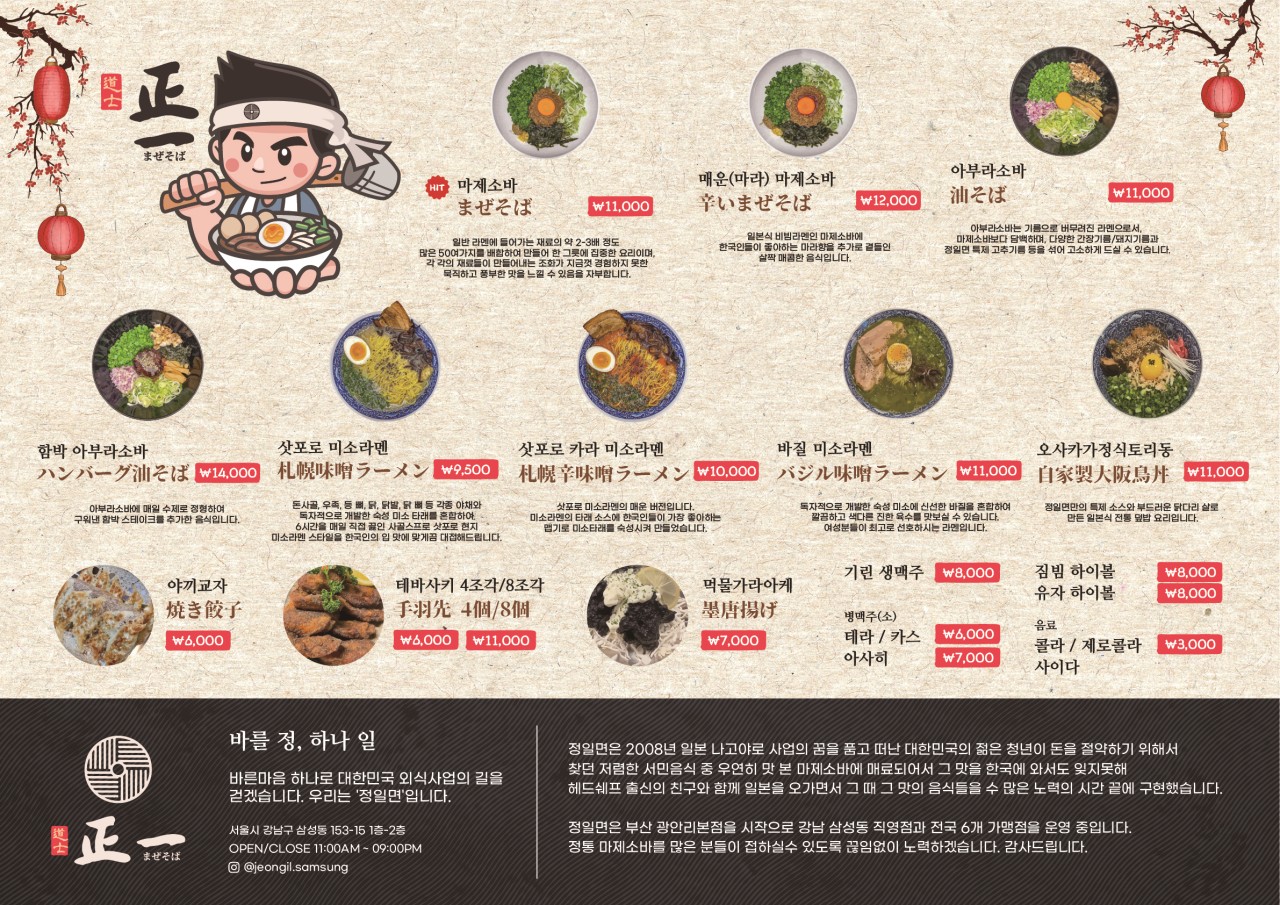 道士
正一
まぜそば
HIT
마제소바
まぜそば
₩11,000
일반 라멘에 들어가는 재료의 약 2-3배 정도
많은 50여가지를 배합하여 만들어 한 그릇에 집중한 요리이며,
각 각의 재료들이 만들어내는 조화가 지금껏 경험하지 못한
묵직하고 풍부한 맛을 느낄 수 있음을 자부합니다.
매운(마라) 마제소바
辛いまぜそば
₩12,000
일본식 비빔라멘인 마제소바에
한국인들이 좋아하는 마라향을 추가로 곁들인
살짝 매콤한 음식입니다.
아부라소바
油そば
₩11,000
아부라소바는 기름으로 버무려진 라멘으로서,
마제소바보다 담백하며, 다양한 간장기름/돼지기름과
정일면 특제 고추기름 등을 섞어 고소하게 드실 수 있습니다.
함박 아부라소바
ハンバーグ油そば
₩14,000
아부라소바에 매일 수제로 정형하여
구워낸 함박 스테이크를 추가한 음식입니다.
삿포로 미소라멘
札幌味噌ラーメン
₩9,500
돈사골, 우족, 등 뼈, 닭, 닭발, 닭 뼈 등 각종 야채와
독자적으로 개발한 숙성 미소 타래를 혼합하여,
6시간을 매일 직접 끓인 사골스프로 삿포로 현지
미소라멘 스타일을 한국인의 입 맛에 맞게끔 대접해드립니다.
삿포로 카라 미소라멘
札幌辛味噌ラーメン
₩10,000
삿포로 미소라멘의 매운 버전입니다.
미소라멘의 타래 소스에 한국인들이 가장 좋아하는
맵기로 미소타래를 숙성시켜 만들었습니다.
바질 미소라멘
バジル味噌ラーメン
₩11,000
독자적으로 개발한 숙성 미소에 신선한 바질을 혼합하여
깔끔하고 색다른 진한 육수를 맛보실 수 있습니다.
여성분들이 최고로 선호하시는 라멘입니다.
오사카가정식토리동
自家製大阪鳥丼
₩11,000
정일면만의 특제 소스와 부드러운 닭다리 살로
만든 일본식 전통 덮밥 요리입니다.
야끼교자
焼き餃子
₩6,000
테바사키 4조각/8조각
手羽先 4個/8個
₩6,000 ₩11,000
먹물가라아케
墨唐揚げ
₩7,000
기린 생맥주 ₩8,000
병맥주(소)
테라 / 카스 ₩6,000
아사히 ₩7,000
짐빔 하이볼 ₩8,000
유자 하이볼 ₩8,000
음료
콜라 / 제로콜라 ₩3,000
사이다
道士
正一
まぜそば
바를 정, 하나 일
바른마음 하나로 대한민국 외식사업의 길을
걷겠습니다. 우리는 '정일면'입니다.
서울시 강남구 삼성동 153-15 1층-2층
OPEN/CLOSE 11:00AM ~ 09:00PM
@jeongil.samsung
정일면은 2008년 일본 나고야로 사업의 꿈을 품고 떠난 대한민국의 젊은 청년이 돈을 절약하기 위해서
찾던 저렴한 서민음식 중 우연히 맛 본 마제소바에 매료되어서 그 맛을 한국에 와서도 잊지못해
헤드쉐프 출신의 친구와 함께 일본을 오가면서 그 때 그 맛의 음식들을 수 많은 노력의 시간 끝에 구현했습니다.
정일면은 부산 광안리본점을 시작으로 강남 삼성동 직영점과 전국 6개 가맹점을 운영 중입니다.
정통 마제소바를 많은 분들이 접하실수 있도록 끊임없이 노력하겠습니다. 감사드립니다.